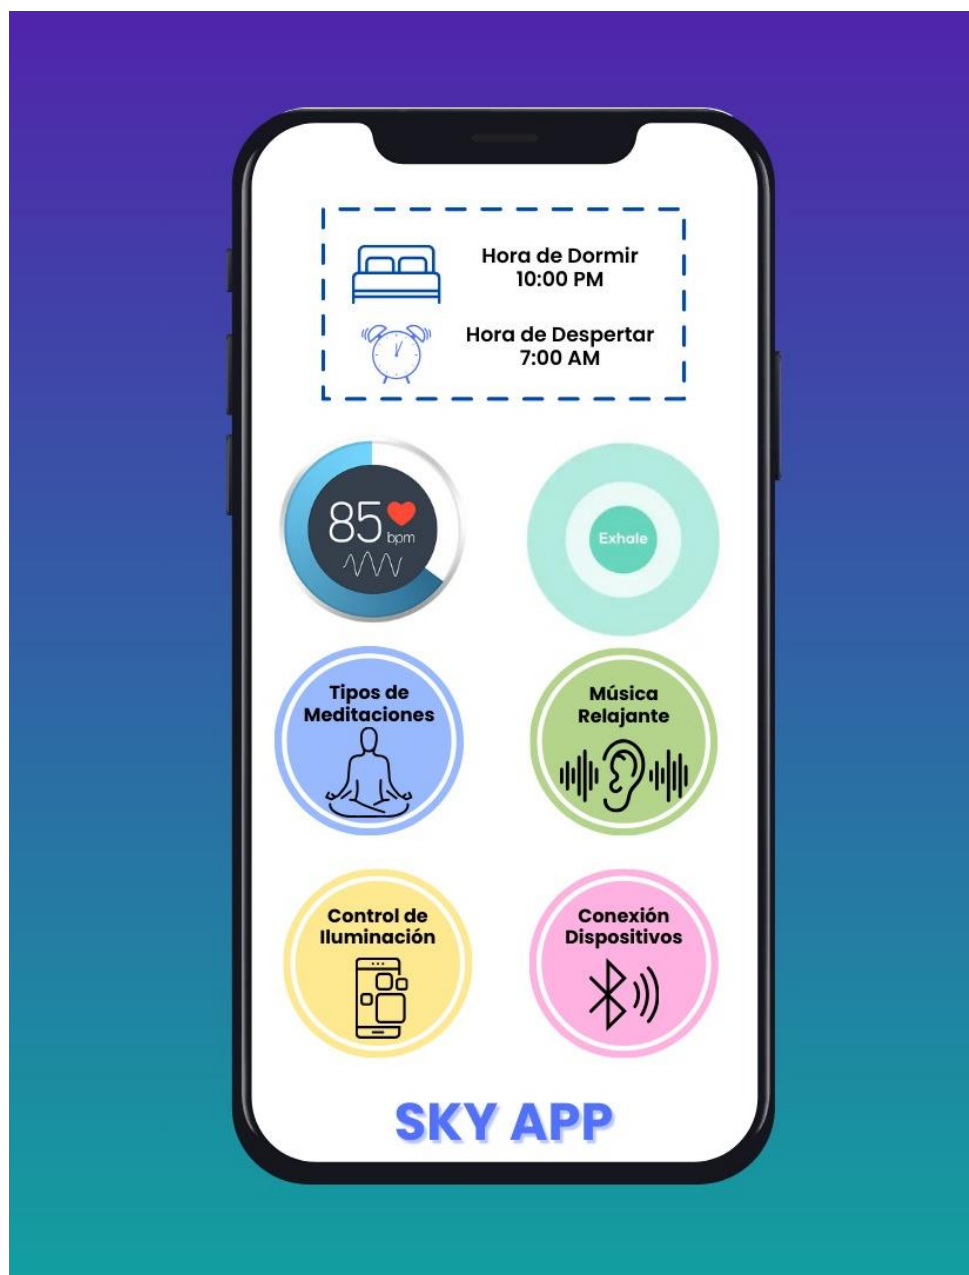 Hora de Dormir
10:00 PM
Hora de Despertar
7:00 AM
85
bpm
Exhale
Tipos de
Meditaciones
Música
Relajante
Control de
Iluminación
Conexión
Dispositivos
SKY APP